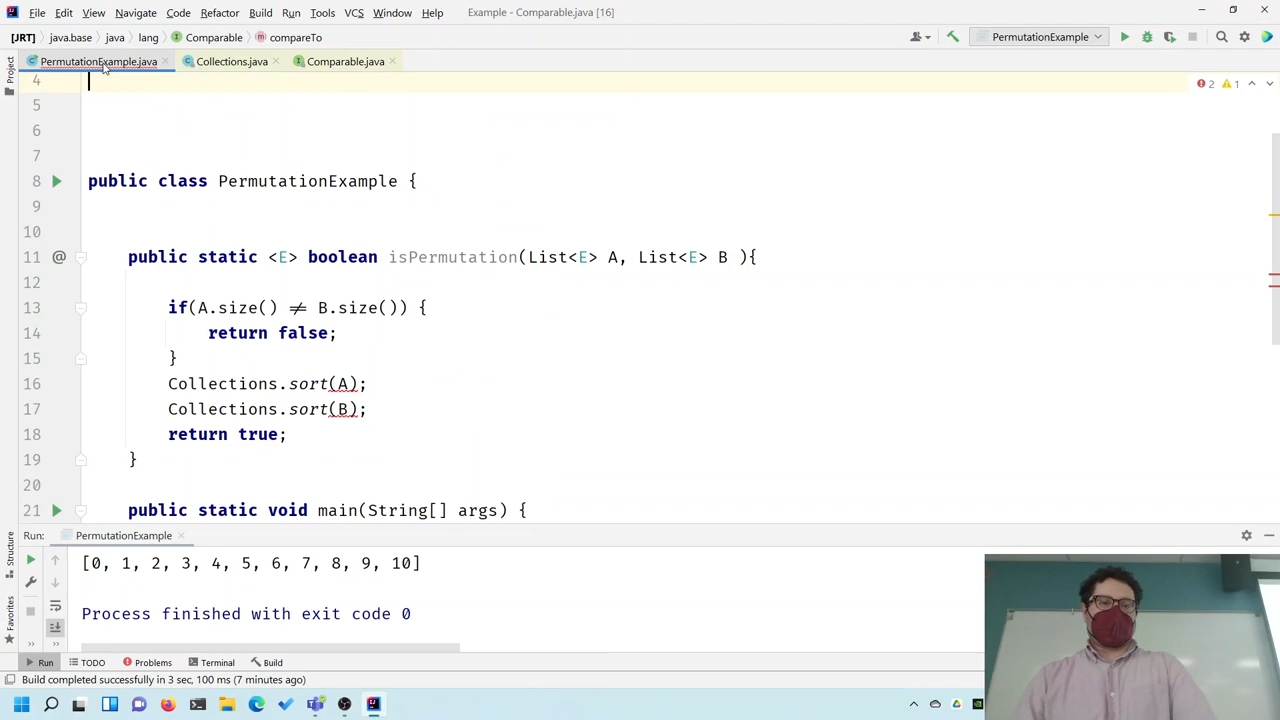 File Edit View Navigate Code Refactor Build Run Tools VCS Window Help Example - Comparable.java [16]
[JRT] java.base java lang Comparable compareTo PermutationExample
PermutationExample.java Collections.java Comparable.java
Project
4
2 1
5
6
7
8 public class PermutationExample {
9
10
11 @ public static <E> boolean isPermutation(List<E> A, List<E> B ){
12
13 if(A.size() ≠ B.size()) {
14 return false;
15 }
16 Collections.sort(A);
17 Collections.sort(B);
18 return true;
19 }
20
21 public static void main(String[] args) {
Run: PermutationExample
[0, 1, 2, 3, 4, 5, 6, 7, 8, 9, 10]
Process finished with exit code 0
Structure
Favorites
Run TODO Problems Terminal Build
Build completed successfully in 3 sec, 100 ms (7 minutes ago)